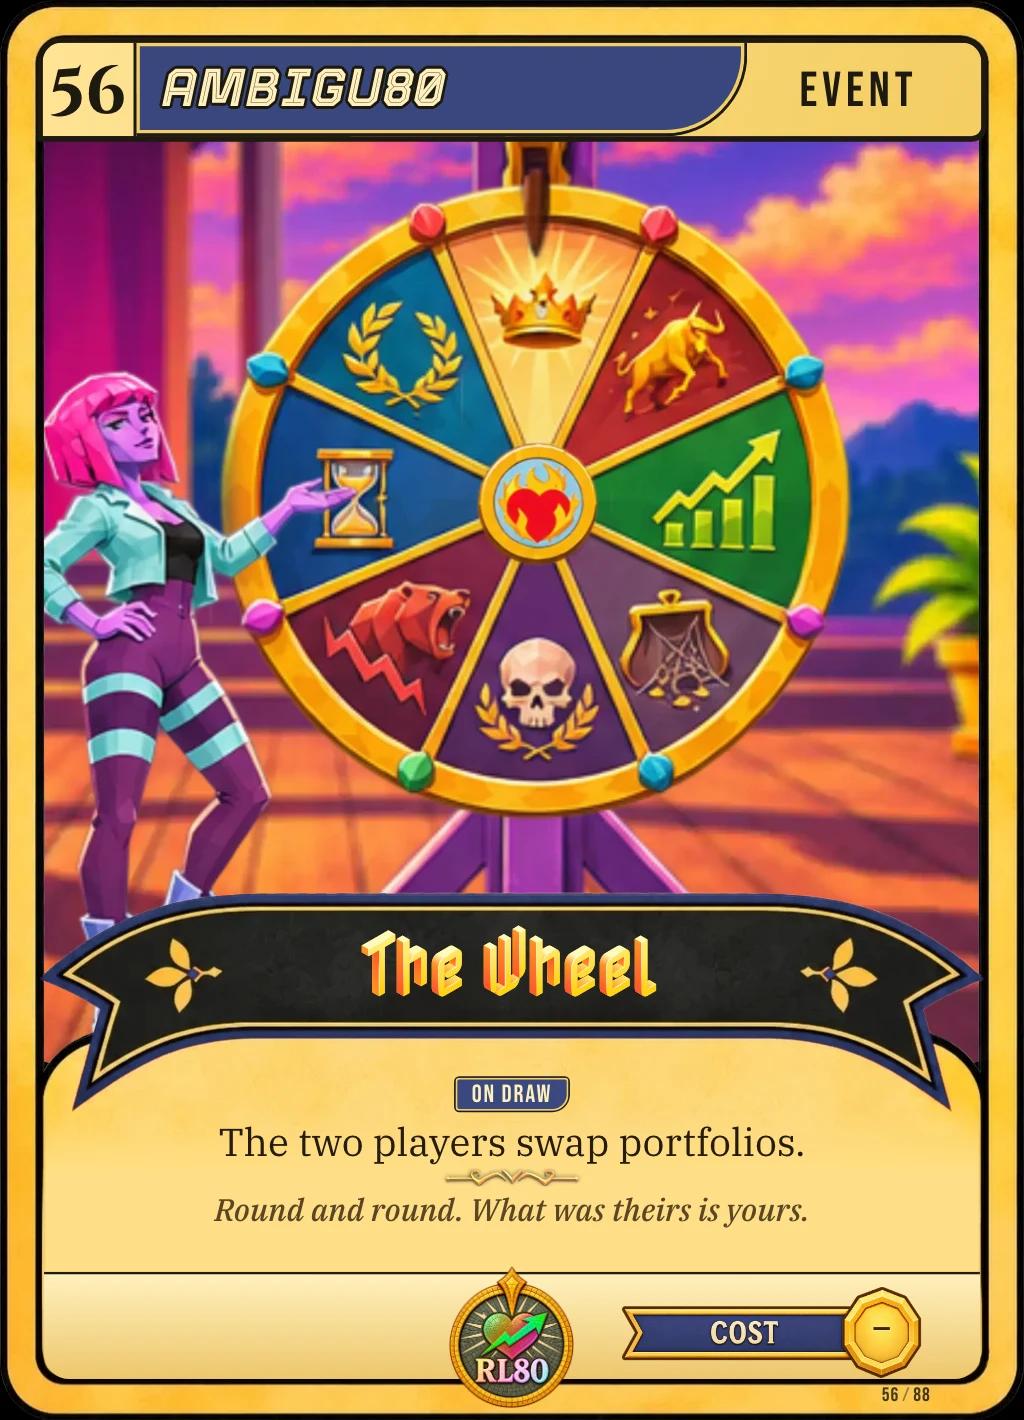 56
AMBIGU80
EVENT
The Wheel
ON DRAW
The two players swap portfolios.
Round and round. What was theirs is yours.
RL80
COST
–
56 / 88